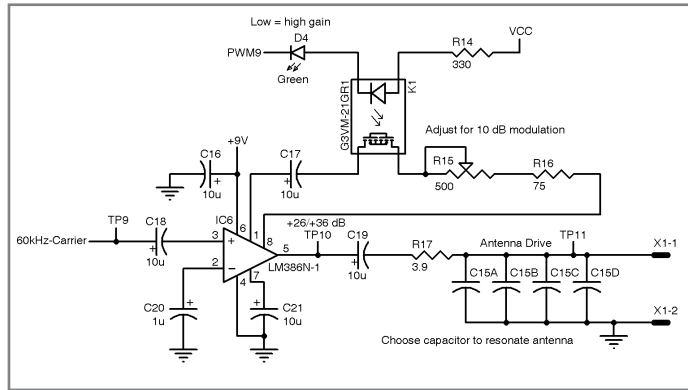 Low = high gain
D4
PWM9
Green
R14
330
VCC
G3VM-21GR1
K1
Adjust for 10 dB modulation
R15
500
R16
75
+9V
C16
+
10u
C17
+
10u
60kHz-Carrier
TP9
C18
+
10u
IC6
6
1
8
3
+
2
−
5
4
7
LM386N-1
+26/+36 dB
TP10
C19
+
10u
R17
3.9
Antenna Drive
TP11
X1-1
C15A
C15B
C15C
C15D
X1-2
C20
+
1u
C21
+
10u
Choose capacitor to resonate antenna